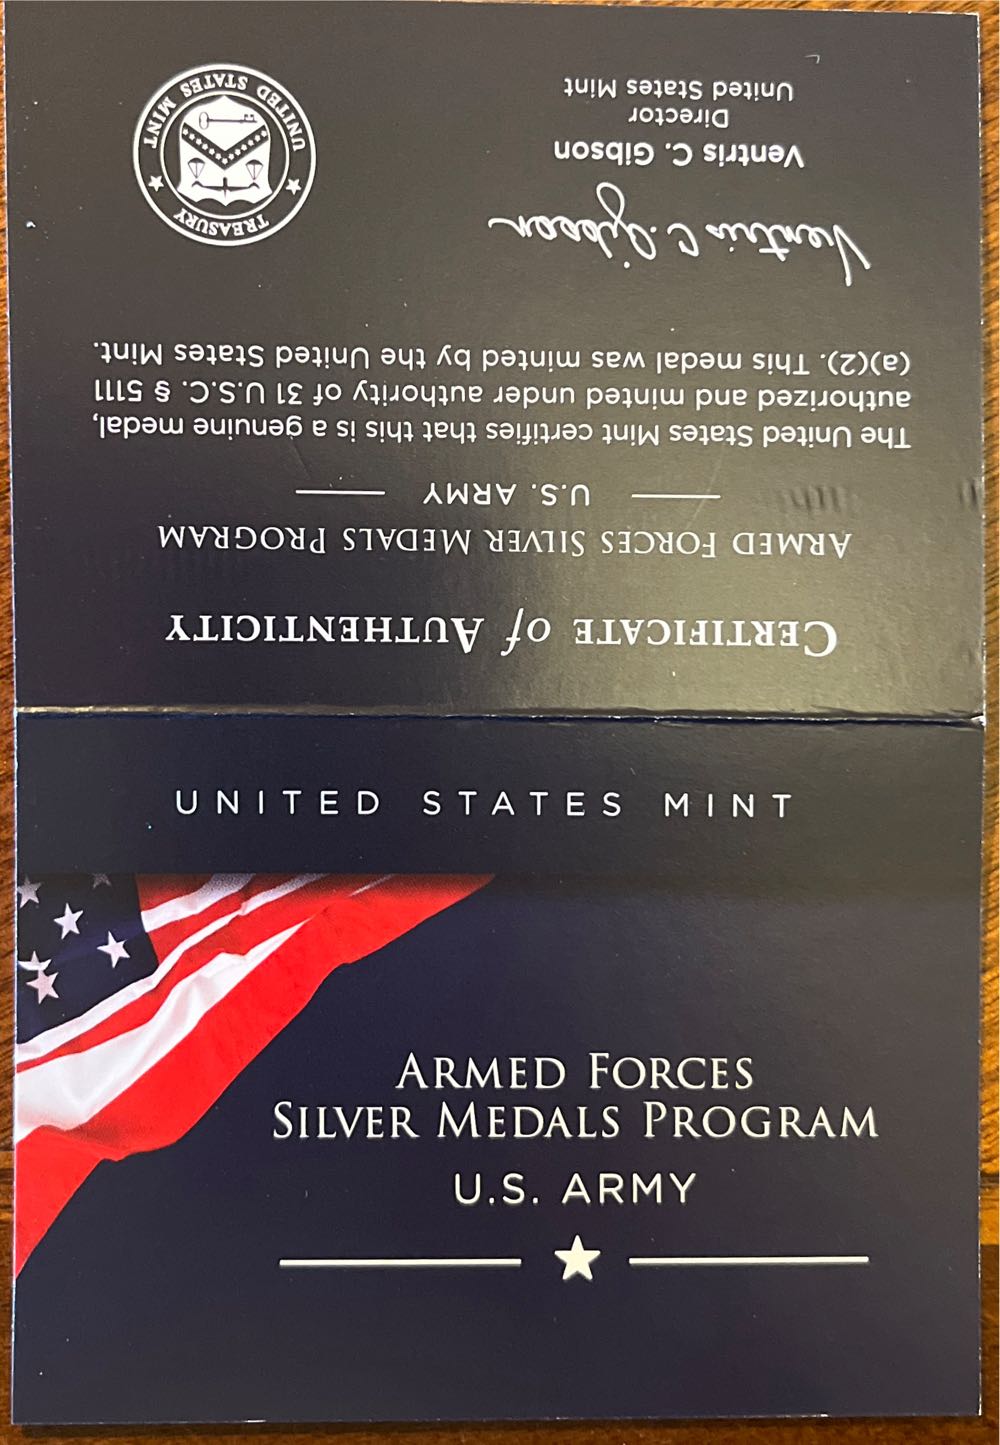 UNITED STATES MINT
ARMED FORCES
SILVER MEDALS PROGRAM
U.S. ARMY
CERTIFICATE of AUTHENTICITY
ARMED FORCES SILVER MEDALS PROGRAM
U.S. ARMY
The United States Mint certifies that this is a genuine medal,
authorized and minted under authority of 31 U.S.C. § 5111
(a)(2). This medal was minted by the United States Mint.
Ventris C. Gibson
Ventris C. Gibson
Director
United States Mint
TREASURY
UNITED STATES MINT